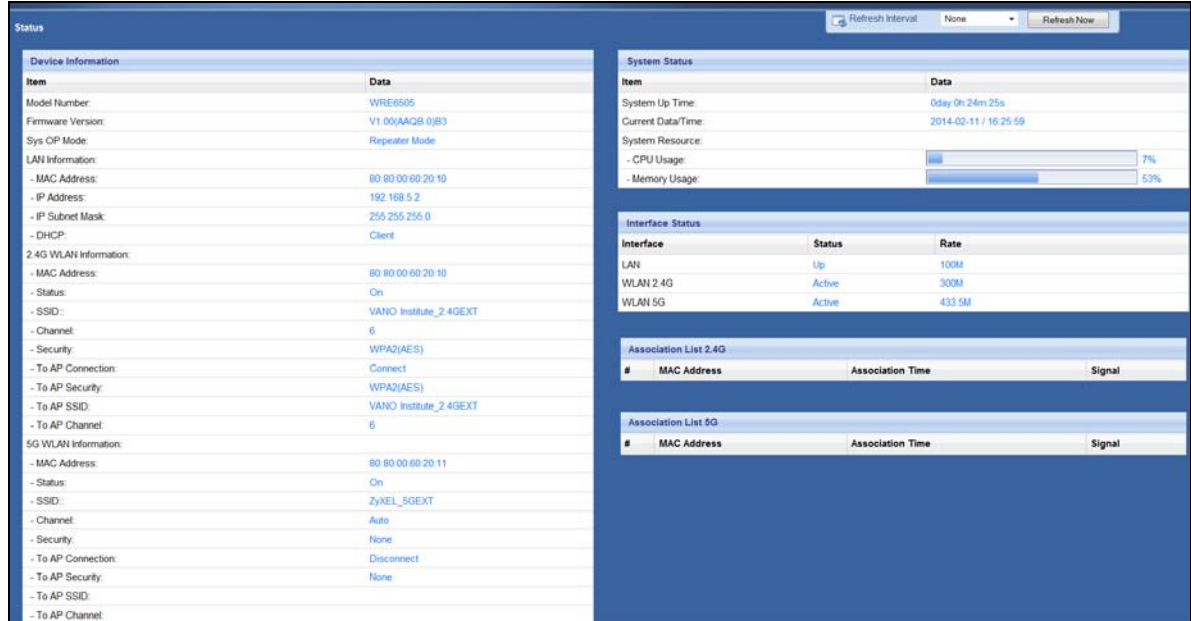 Status
Refresh Interval None Refresh Now
Device Information
Item Data
Model Number: WRE6505
Firmware Version: V1.00(AAQB.0)B3
Sys OP Mode: Repeater Mode
LAN Information:
- MAC Address: 80:80:00:60:20:10
- IP Address: 192.168.5.2
- IP Subnet Mask: 255.255.255.0
- DHCP: Client
2.4G WLAN Information:
- MAC Address: 80:80:00:60:20:10
- Status: On
- SSID:: VANO Institute_2.4GEXT
- Channel: 6
- Security: WPA2(AES)
- To AP Connection: Connect
- To AP Security: WPA2(AES)
- To AP SSID: VANO Institute_2.4GEXT
- To AP Channel: 6
5G WLAN Information:
- MAC Address: 80:80:00:60:20:11
- Status: On
- SSID:: ZyXEL_5GEXT
- Channel: Auto
- Security: None
- To AP Connection: Disconnect
- To AP Security: None
- To AP SSID:
- To AP Channel:
System Status
Item Data
System Up Time: 0day:0h:24m:25s
Current Data/Time: 2014-02-11 / 16:25:59
System Resource:
- CPU Usage: 7%
- Memory Usage: 53%
Interface Status
Interface Status Rate
LAN Up 100M
WLAN 2.4G Active 300M
WLAN 5G Active 433.5M
Association List 2.4G
# MAC Address Association Time Signal
Association List 5G
# MAC Address Association Time Signal